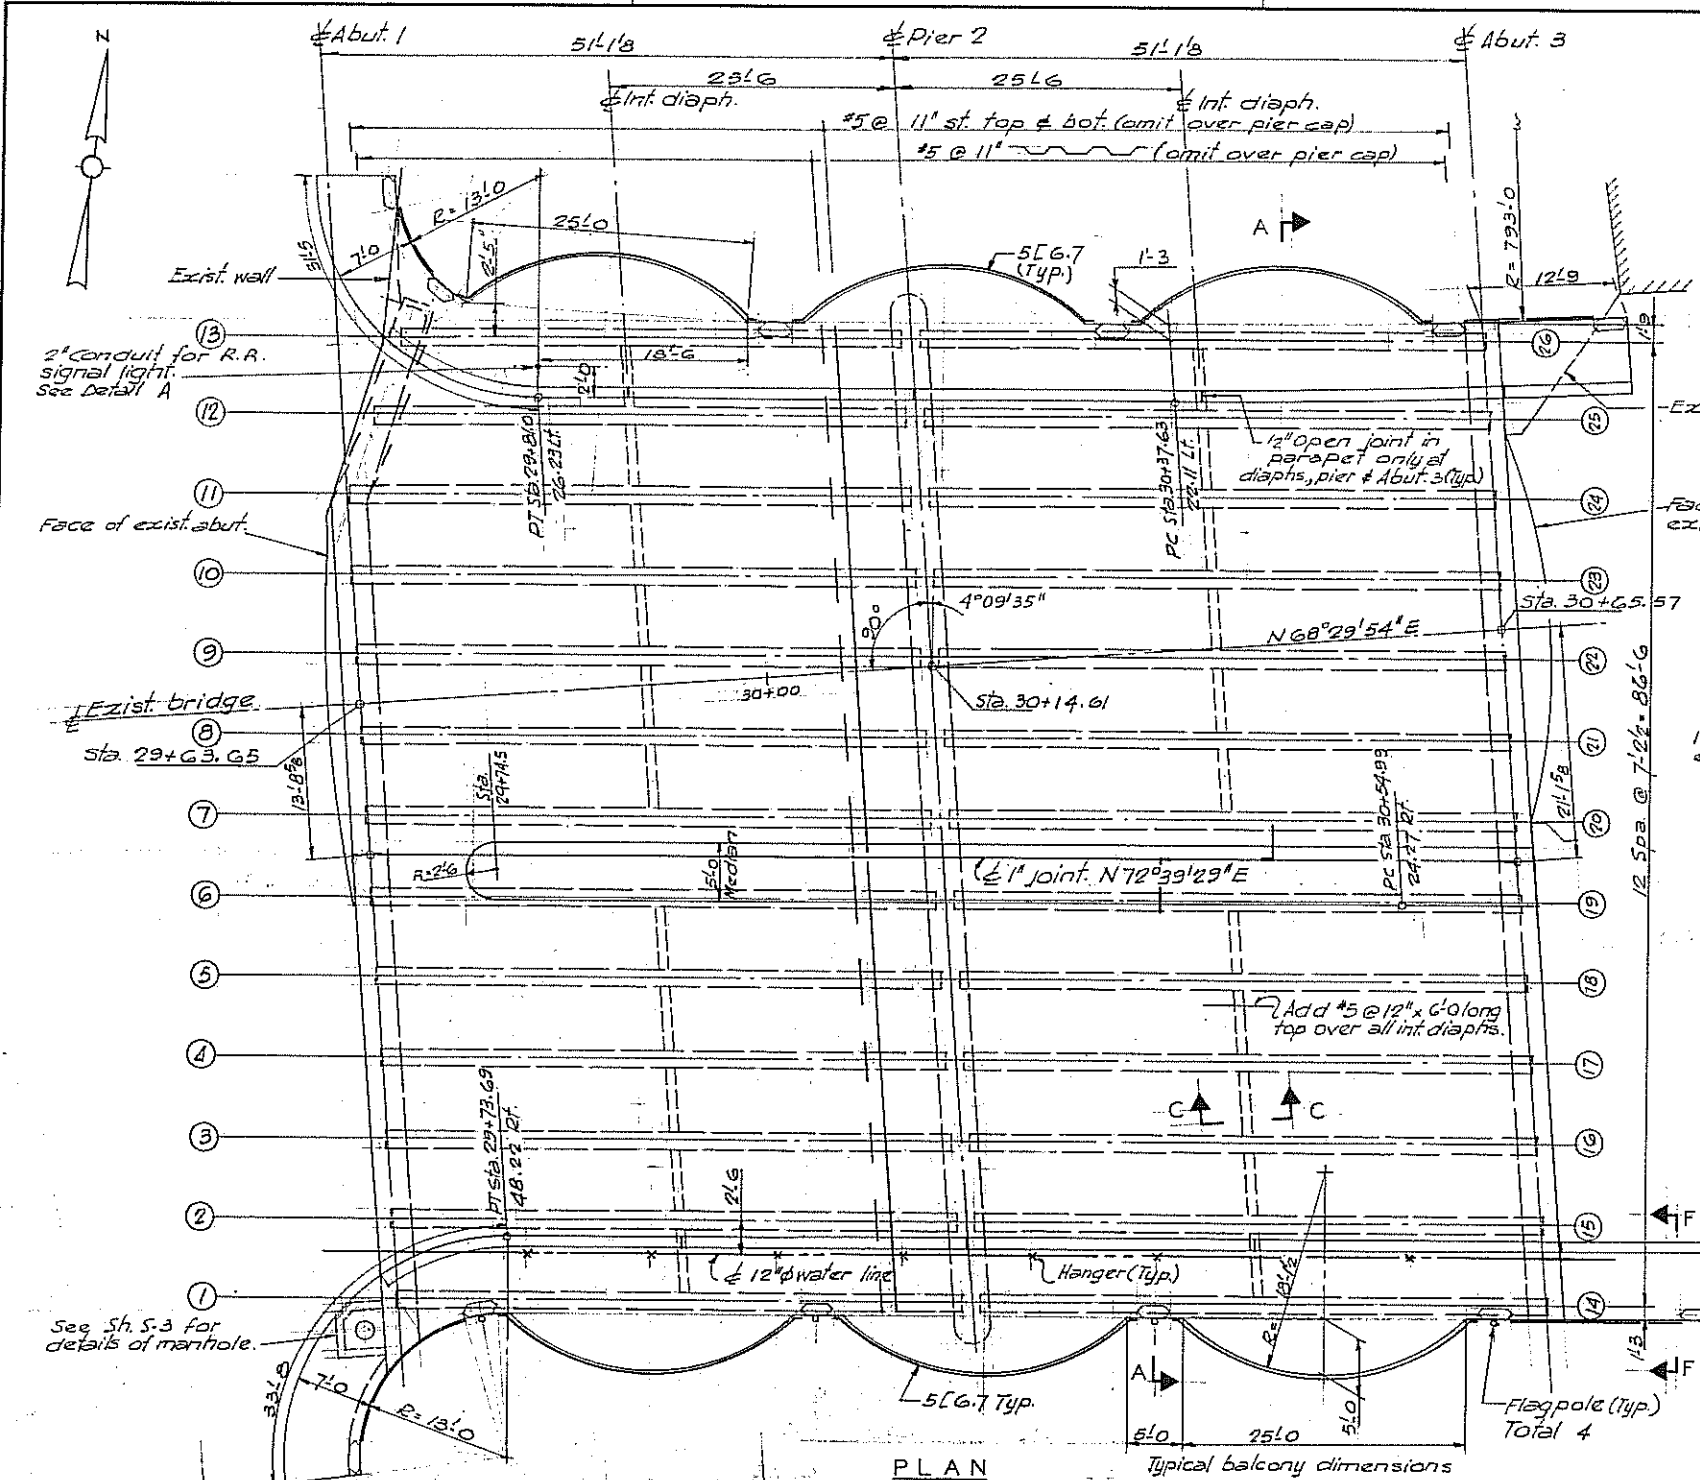 N
℄ Abut. 1
51'-1 1/8
℄ Pier 2
51'-1 1/8
℄ Abut. 3
25'-6
25'-6
℄ Int. diaph.
℄ Int. diaph.
#5 @ 11" st. top & bot. (omit over pier cap)
#5 @ 11" (omit over pier cap)
R= 13'-0
25'-0
7'-0
2'-5"
51'-5
Exist. wall
5[6.7
(Typ.)
1'-3
A
R= 793'-0
12'-9
1'-9
13
26
2" Conduit for R.R.
signal light.
See Detail A
18'-6
2'-0
12
25
PT Sta. 29+81.01
26.23 Lt.
PC Sta. 30+37.63
22.11 Lt.
1/2" Open joint in
parapet only at
diaphs, pier & Abut. 3 (Typ.)
Ex
11
24
Face of exist. abut.
Fac
ex
10
23
90°
4°09'35"
Sta. 30+65.57
N 68°29'54" E
9
22
30+00
℄ Exist. bridge
Sta. 30+14.61
8
21
Sta. 29+63.65
13'-8 5/8
Sta.
29+74.5
21'-1 5/8
12 Spa. @ 7'-2 1/2 = 86'-6
7
20
R=2'-6
5'-0
Median
℄ 1" Joint. N 72°39'29" E
PC Sta. 30+54.99
24.27 Rt.
6
19
5
18
Add #5 @ 12" x 6'-0 long
top over all int. diaphs.
4
17
C
C
3
16
PT Sta. 29+73.69
48.22 Rt.
2
2'-6
15
F
℄ 12"ø water line
Hanger (Typ.)
1
14
See Sh. S-3 for
details of manhole.
1'-3
F
33'-8
7'-0
R= 13'-0
5[6.7 Typ.
A
5'-0
25'-0
5'-0
Flagpole (Typ.)
Total 4
PLAN
Typical balcony dimensions